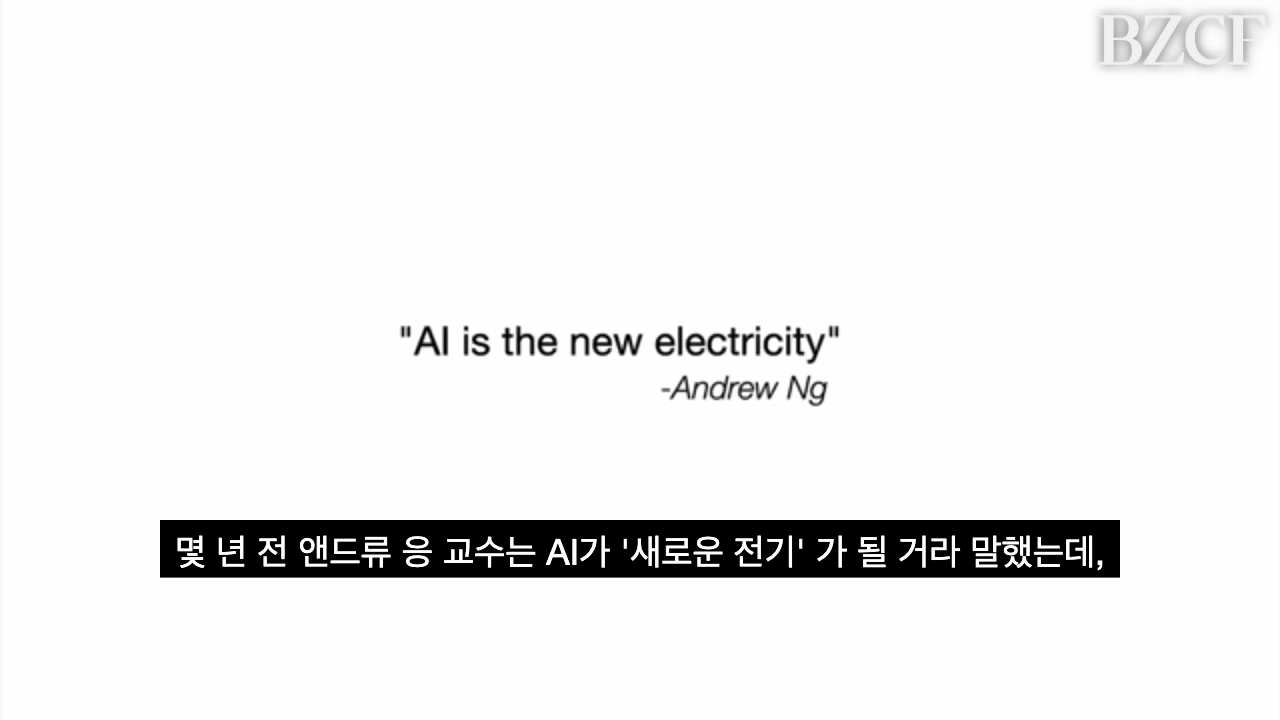 BZCF
"AI is the new electricity"
-Andrew Ng
몇 년 전 앤드류 응 교수는 AI가 '새로운 전기' 가 될 거라 말했는데,